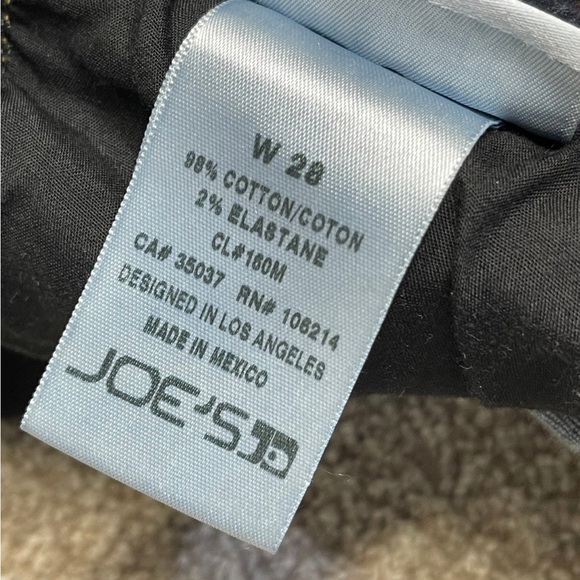 W 28
98% COTTON/COTON
2% ELASTANE
CL#160M
CA# 35037 RN# 106214
DESIGNED IN LOS ANGELES
MADE IN MEXICO
JOE'S